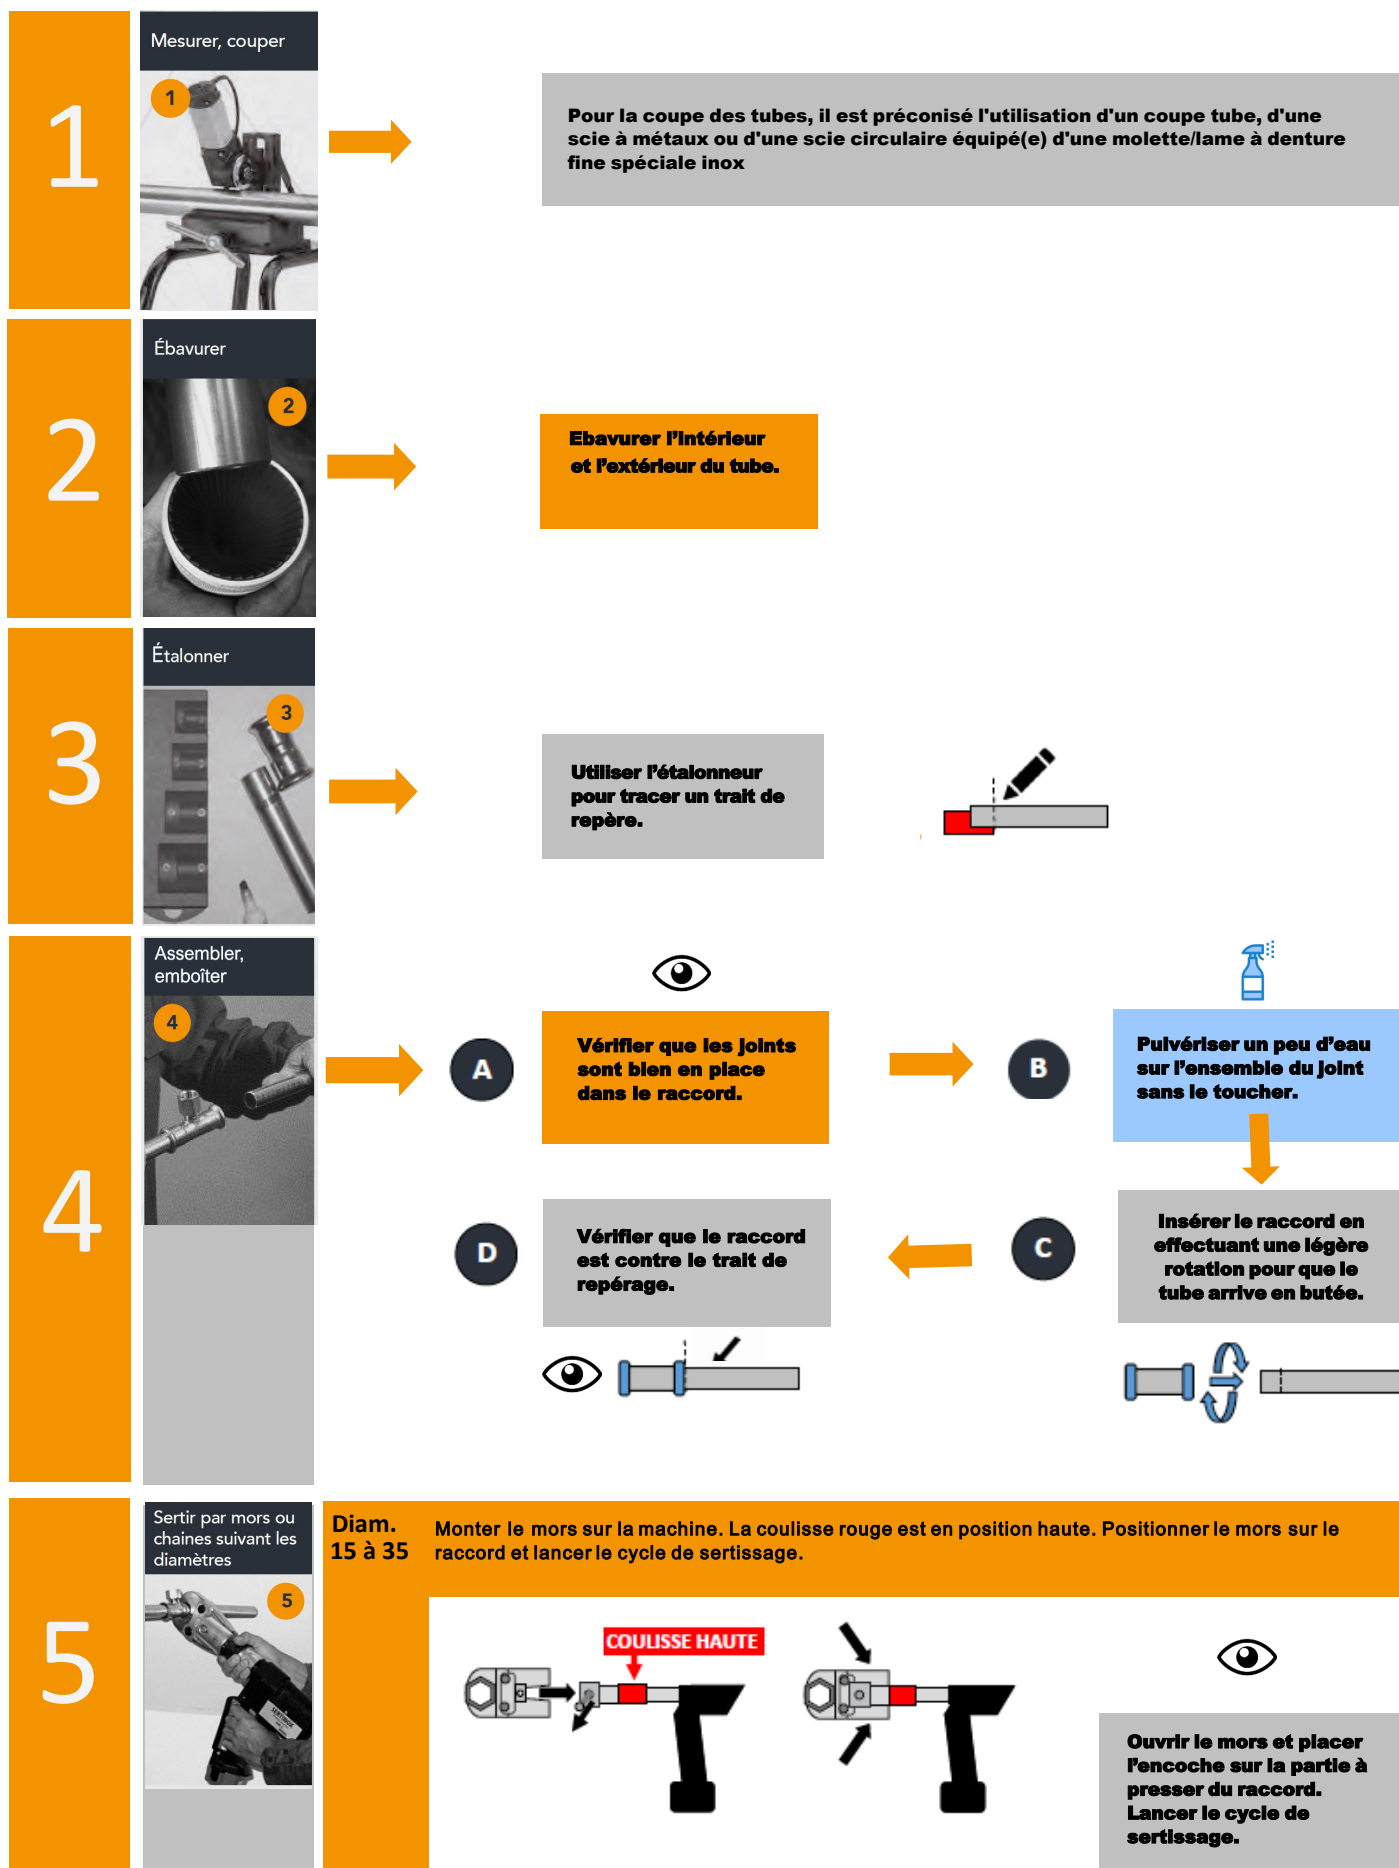 1
Mesurer, couper
1
Pour la coupe des tubes, il est préconisé l'utilisation d'un coupe tube, d'une
scie à métaux ou d'une scie circulaire équipé(e) d'une molette/lame à denture
fine spéciale inox
2
Ébavurer
2
Ebavurer l’intérieur
et l’extérieur du tube.
3
Étalonner
3
Utiliser l’étalonneur
pour tracer un trait de
repère.
4
Assembler,
emboîter
4
A
Vérifier que les joints
sont bien en place
dans le raccord.
B
Pulvériser un peu d’eau
sur l’ensemble du joint
sans le toucher.
C
Insérer le raccord en
effectuant une légère
rotation pour que le
tube arrive en butée.
D
Vérifier que le raccord
est contre le trait de
repérage.
5
Sertir par mors ou
chaines suivant les
diamètres
5
Diam.
15 à 35
Monter le mors sur la machine. La coulisse rouge est en position haute. Positionner le mors sur le
raccord et lancer le cycle de sertissage.
COULISSE HAUTE
Ouvrir le mors et placer
l’encoche sur la partie à
presser du raccord.
Lancer le cycle de
sertissage.